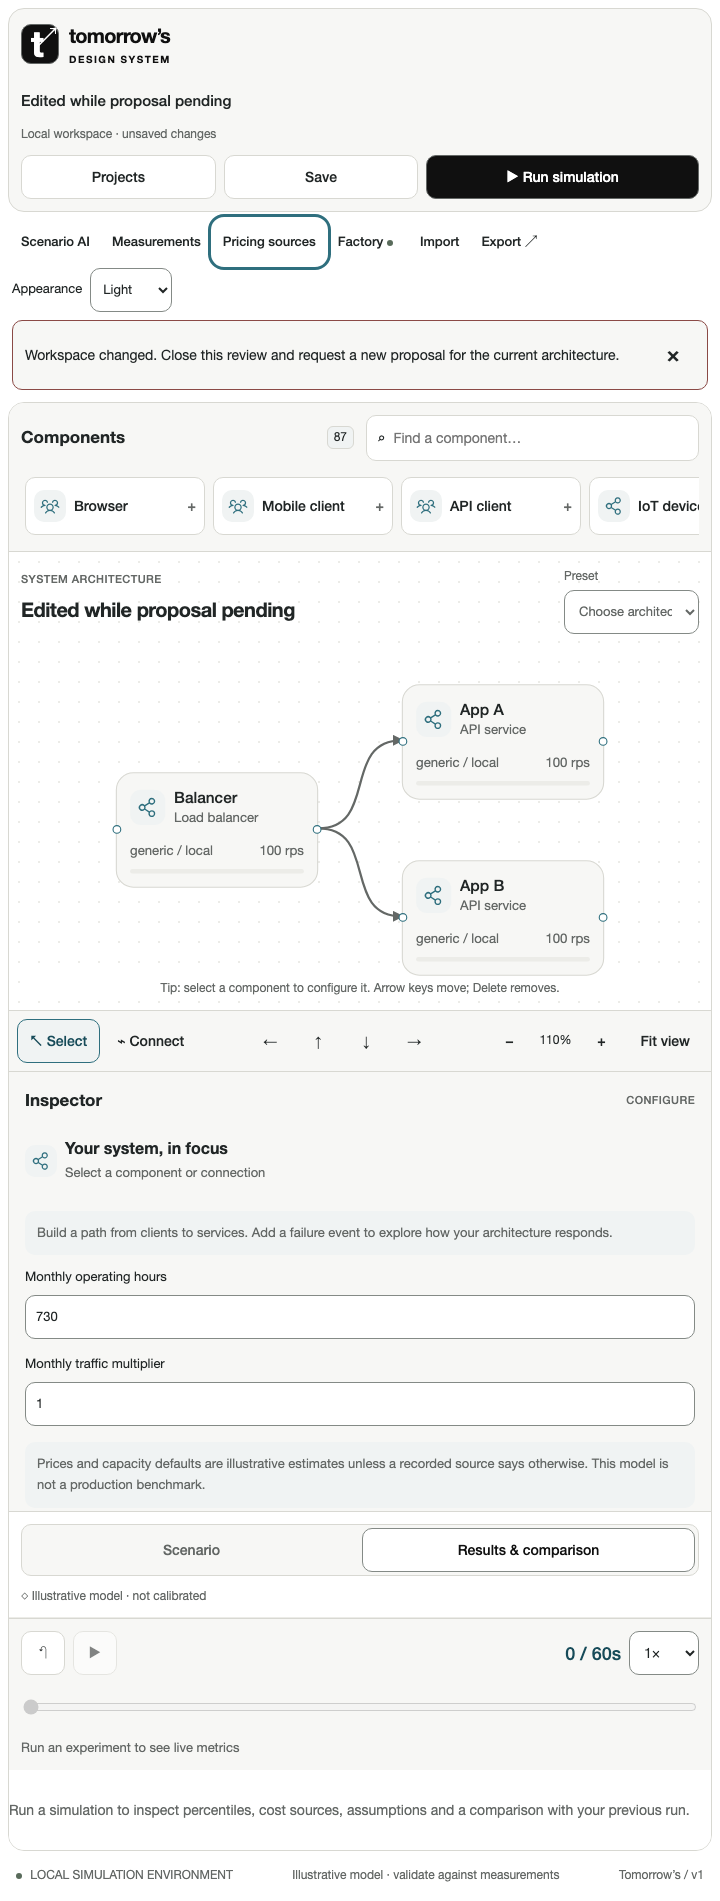 tomorrow's
DESIGN SYSTEM
Edited while proposal pending
Local workspace · unsaved changes
Projects
Save
▶ Run simulation
Scenario AI
Measurements
Pricing sources
Factory ●
Import
Export ↗
Appearance
Light
Workspace changed. Close this review and request a new proposal for the current architecture.
×
Components
87
Find a component...
Browser +
Mobile client +
API client +
IoT device
SYSTEM ARCHITECTURE
Preset
Edited while proposal pending
Choose architec
App A
API service
generic / local 100 rps
Balancer
Load balancer
generic / local 100 rps
App B
API service
generic / local 100 rps
Tip: select a component to configure it. Arrow keys move; Delete removes.
↖ Select
⌁ Connect
← ↑ ↓ →
− 110% +
Fit view
Inspector
CONFIGURE
Your system, in focus
Select a component or connection
Build a path from clients to services. Add a failure event to explore how your architecture responds.
Monthly operating hours
730
Monthly traffic multiplier
1
Prices and capacity defaults are illustrative estimates unless a recorded source says otherwise. This model is
not a production benchmark.
Scenario
Results & comparison
◇ Illustrative model · not calibrated
0 / 60s
1×
Run an experiment to see live metrics
Run a simulation to inspect percentiles, cost sources, assumptions and a comparison with your previous run.
● LOCAL SIMULATION ENVIRONMENT
Illustrative model · validate against measurements
Tomorrow's / v1